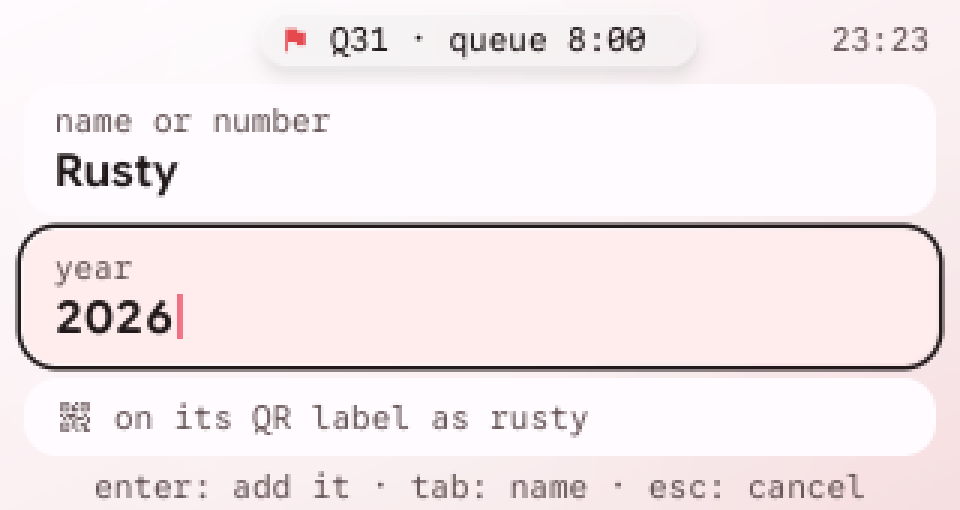 Q31 · queue 8:00
23:23
name or number
Rusty
year
2026
on its QR label as rusty
enter: add it · tab: name · esc: cancel